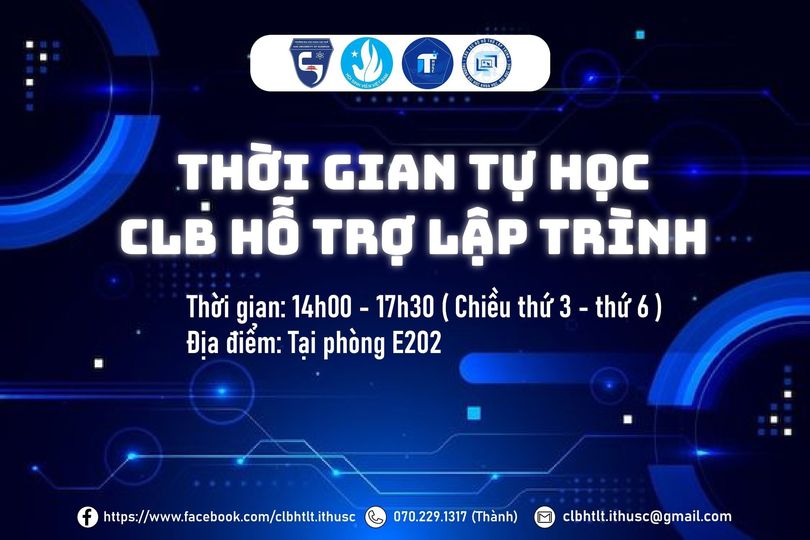 THỜI GIAN TỰ HỌC
CLB HỖ TRỢ LẬP TRÌNH
Thời gian: 14h00 - 17h30 ( Chiều thứ 3 - thứ 6 )
Địa điểm: Tại phòng E202
https://www.facebook.com/clbhtlt.ithusc 070.229.1317 (Thành) clbhtlt.ithusc@gmail.com